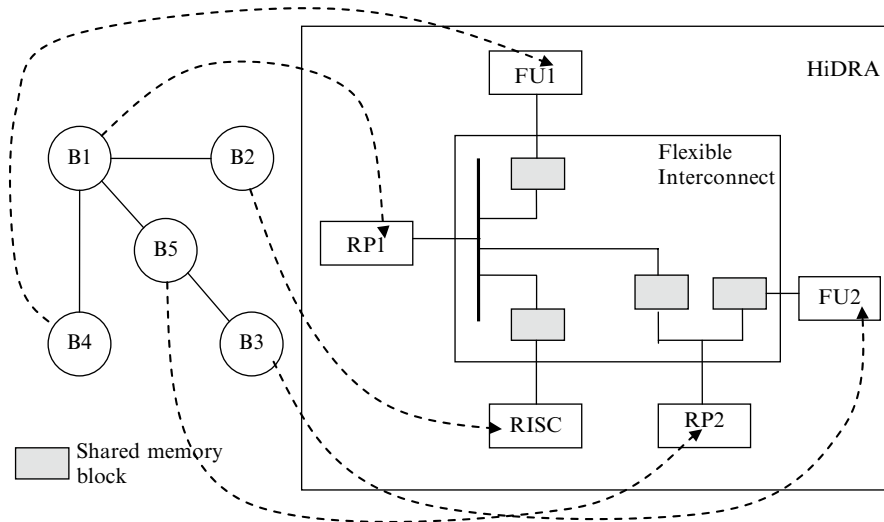 FU1
HiDRA
B1
B2
Flexible
Interconnect
RP1
B5
FU2
B4
B3
RISC
RP2
Shared memory
block